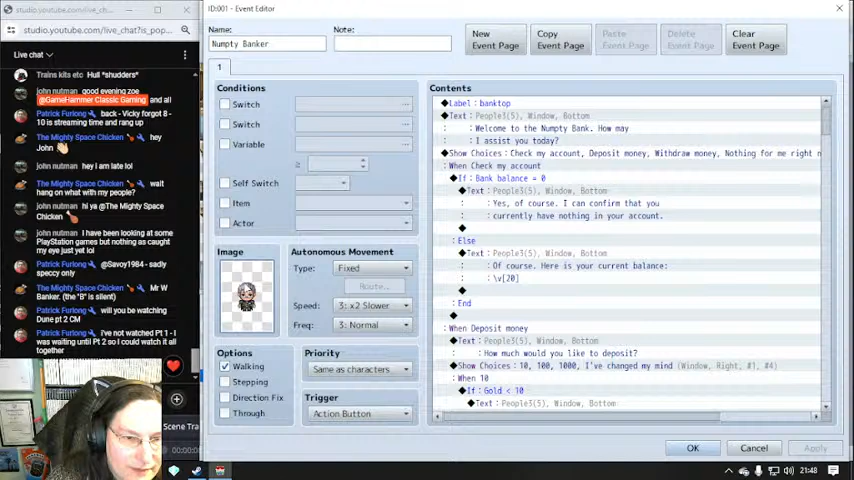 studio.youtube.com/live_chat?is_pop...
studio.youtube.com/live_chat?is_p...
Live chat
Trains kits etc Hull *shudders*
john nutman good evening zoe
@GameHammer Classic Gaming and all
Patrick Furlong back - Vicky forgot 8 -
10 is streaming time and rang up
The Mighty Space Chicken hey
John
john nutman hey I am late lol
The Mighty Space Chicken wait
hang on what with my people?
john nutman hi ya @The Mighty Space
Chicken
john nutman I have been looking at some
PlayStation games but nothing as caught
my eye just yet lol
Patrick Furlong @Savoy1984 - sadly
speccy only
The Mighty Space Chicken Mr W
Banker. (the "B" is silent)
Patrick Furlong will you be watching
Dune pt 2 CM
Patrick Furlong i've not watched Pt 1 - I
was waiting until Pt 2 so I could watch it all
together
Scene Tra
ID:001 - Event Editor
Name:
Numpty Banker
Note:
New
Event Page
Copy
Event Page
Paste
Event Page
Delete
Event Page
Clear
Event Page
1
Conditions
Switch
Switch
Variable
≥
Self Switch
Item
Actor
Image
Autonomous Movement
Type: Fixed
Route...
Speed: 3: x2 Slower
Freq: 3: Normal
Options
Walking
Stepping
Direction Fix
Through
Priority
Same as characters
Trigger
Action Button
Contents
◆Label: banktop
◆Text: People3(5), Window, Bottom
: : Welcome to the Numpty Bank. How may
: : I assist you today?
◆Show Choices: Check my account, Deposit money, Withdraw money, Nothing for me right n
: When Check my account
◆If: Bank balance = 0
◆Text: People3(5), Window, Bottom
: : Yes, of course. I can confirm that you
: : currently have nothing in your account.
◆
: Else
◆Text: People3(5), Window, Bottom
: : Of course. Here is your current balance:
: : \v[20]
◆
: End
◆
: When Deposit money
◆Text: People3(5), Window, Bottom
: : How much would you like to deposit?
◆Show Choices: 10, 100, 1000, I've changed my mind (Window, Right, #1, #4)
: When 10
◆If: Gold < 10
◆Text: People3(5), Window, Bottom
OK
Cancel
Apply
21:48